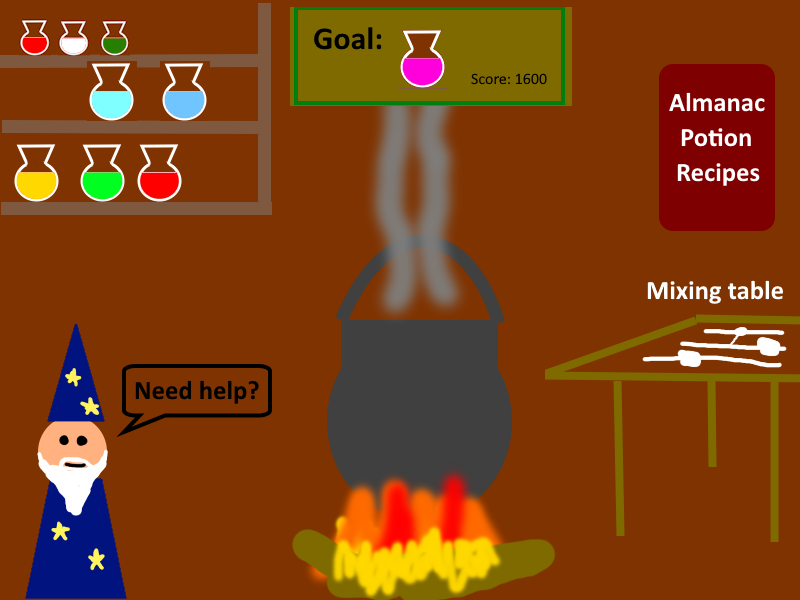 Goal:
Score: 1600
Almanac
Potion
Recipes
Mixing table
Need help?